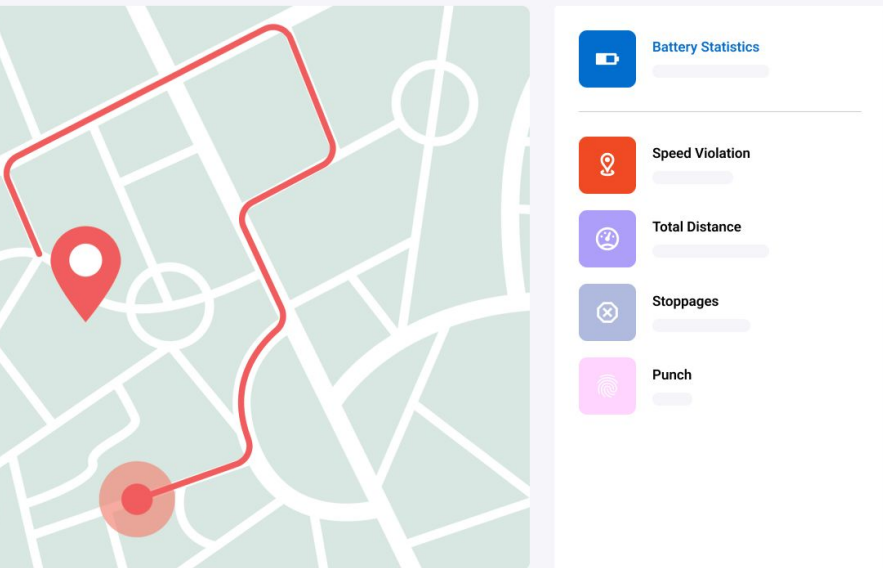 Battery Statistics
Speed Violation
Total Distance
Stoppages
Punch